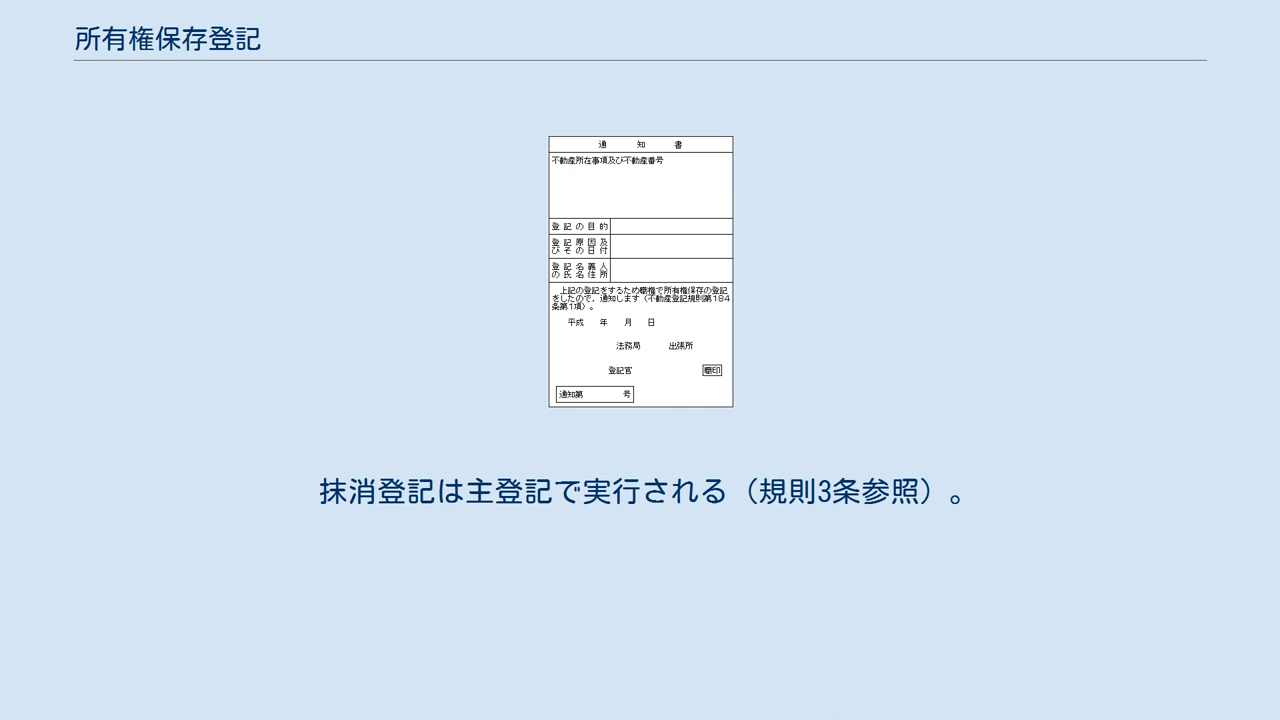 所有権保存登記
通知書
不動産所在事項及び不動産番号
登記の目的
登記原因及
びその日付
登記名義人
の氏名住所
上記の登記をするため職権で所有権保存の登記
をしたので，通知します（不動産登記規則第184
条第1項）。
平成 年 月 日
法務局 出張所
登記官 職印
通知第 号
抹消登記は主登記で実行される（規則3条参照）。